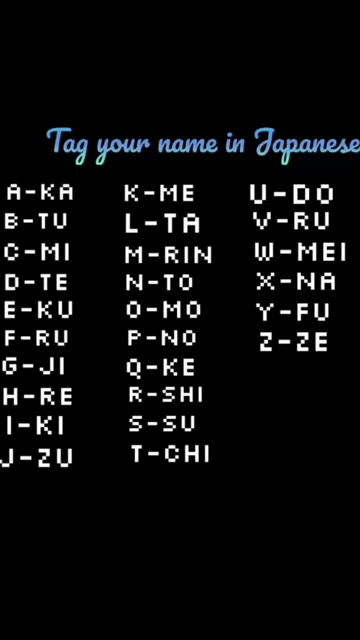 Tag your name in Japanese
A-KA
B-TU
C-MI
D-TE
E-KU
F-RU
G-JI
H-RE
I-KI
J-ZU
K-ME
L-TA
M-RIN
N-TO
O-MO
P-NO
Q-KE
R-SHI
S-SU
T-CHI
U-DO
V-RU
W-MEI
X-NA
Y-FU
Z-ZE